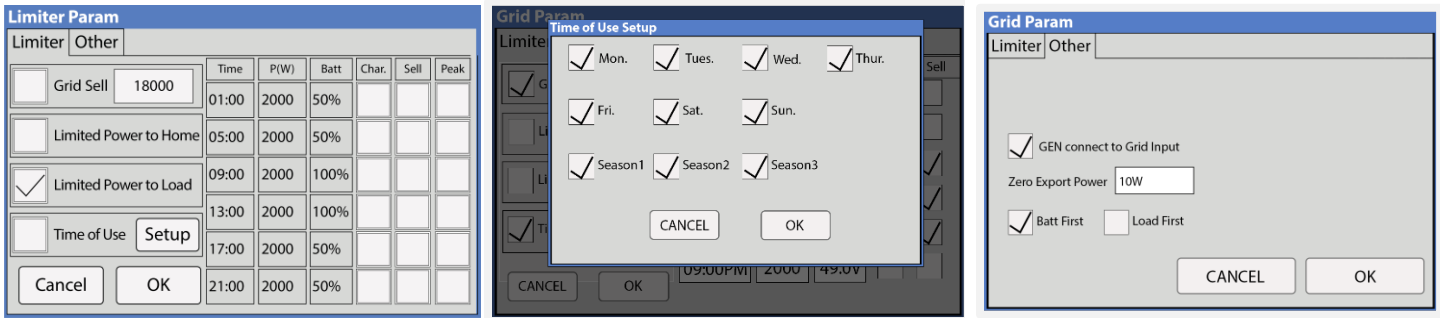 Limiter Param
Limiter Other
Time P(W) Batt Char. Sell Peak
Grid Sell 18000
01:00 2000 50%
Limited Power to Home
05:00 2000 50%
Limited Power to Load
09:00 2000 100%
13:00 2000 100%
Time of Use Setup
17:00 2000 50%
Cancel OK
21:00 2000 50%
Grid Param
Time of Use Setup
Limite
Sell
Mon. Tues. Wed. Thur.
G
Fri. Sat. Sun.
Li
Season1 Season2 Season3
Li
CANCEL OK
Ti
09:00PM 2000 49.0V
CANCEL OK
Grid Param
Limiter Other
GEN connect to Grid Input
Zero Export Power 10W
Batt First Load First
CANCEL OK